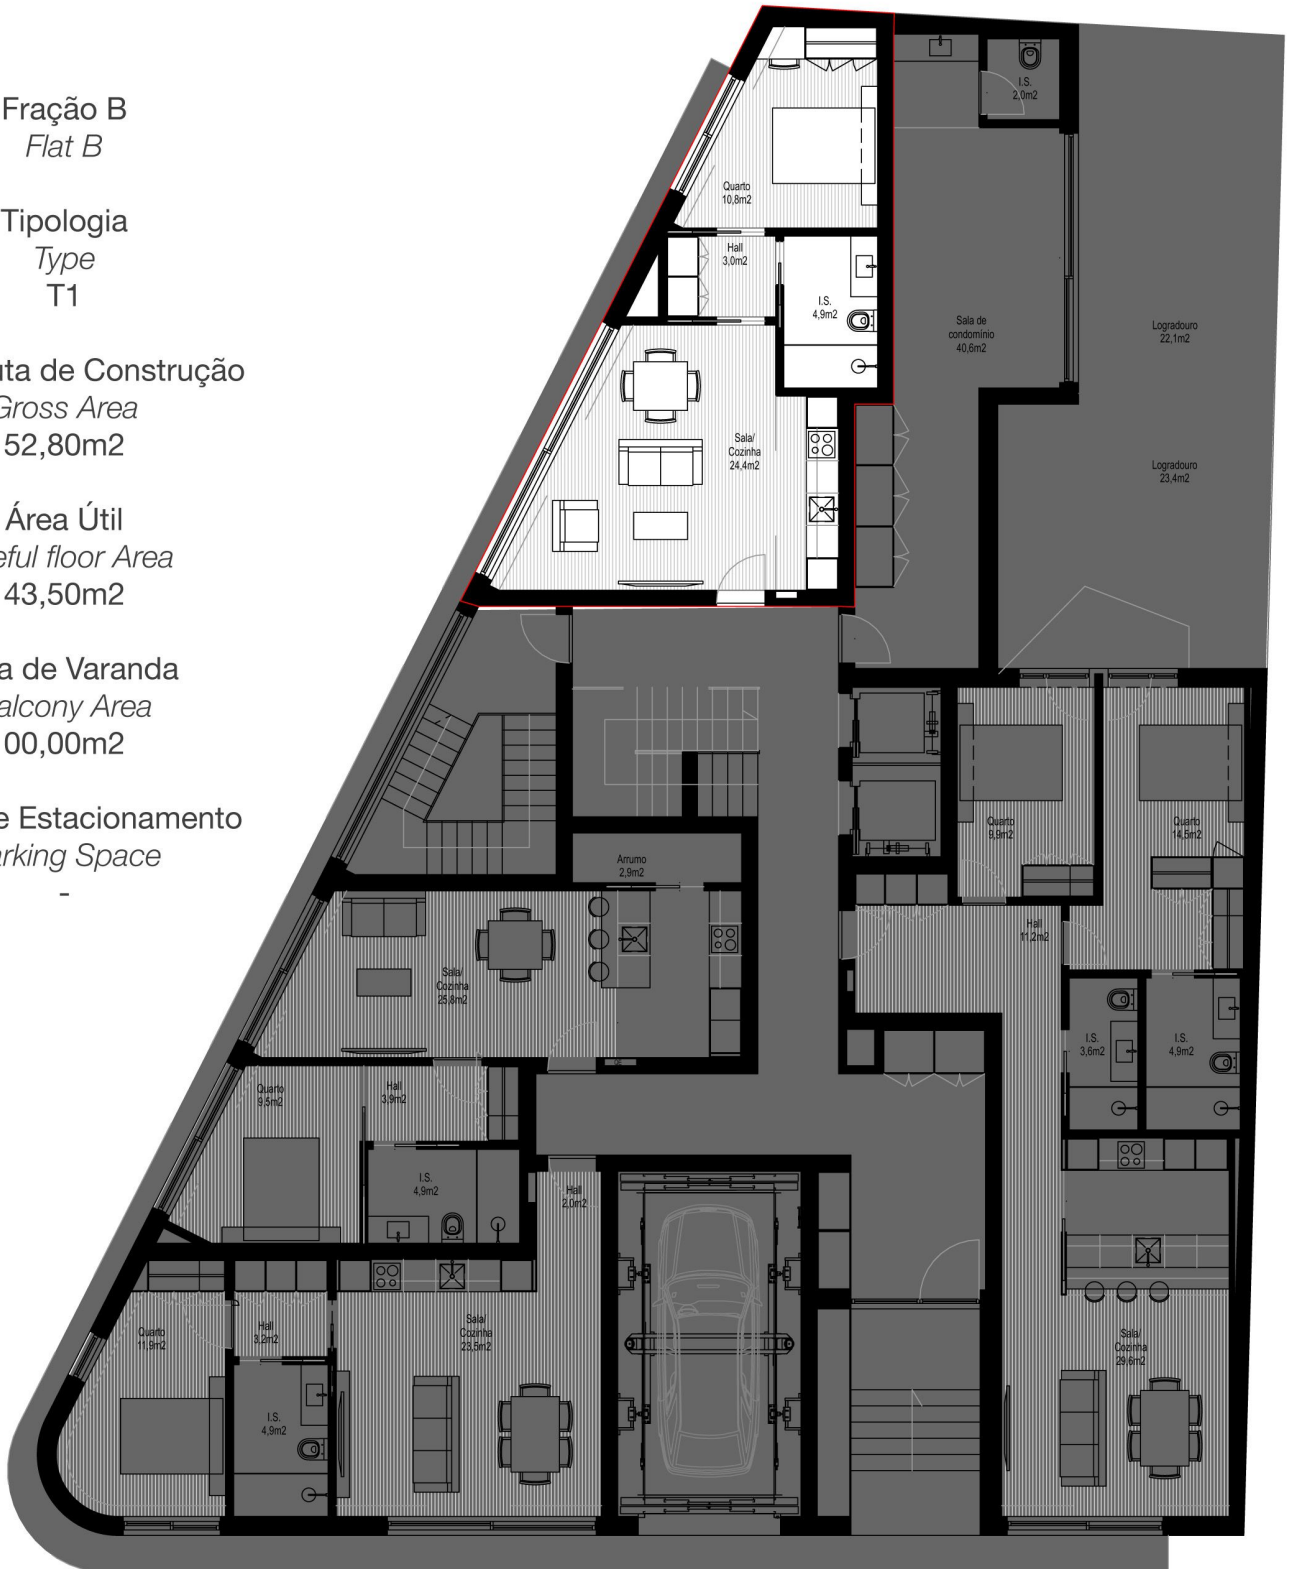 Fração B
Flat B
Tipologia
Type
T1
uta de Construção
Gross Area
52,80m2
Área Útil
eful floor Area
43,50m2
a de Varanda
alcony Area
00,00m2
e Estacionamento
arking Space
-
Quarto
10,8m2
Hall
3,0m2
I.S.
4,9m2
Sala/
Cozinha
24,4m2
I.S.
2,0m2
Sala de
condomínio
40,6m2
Logradouro
22,1m2
Logradouro
23,4m2
Quarto
9,9m2
Quarto
14,5m2
Arrumo
2,9m2
Hall
11,2m2
Sala/
Cozinha
25,8m2
I.S.
3,6m2
I.S.
4,9m2
Quarto
9,5m2
Hall
3,9m2
I.S.
4,9m2
Hall
2,0m2
Quarto
11,9m2
Hall
3,2m2
Sala/
Cozinha
23,5m2
I.S.
4,9m2
Sala/
Cozinha
29,6m2